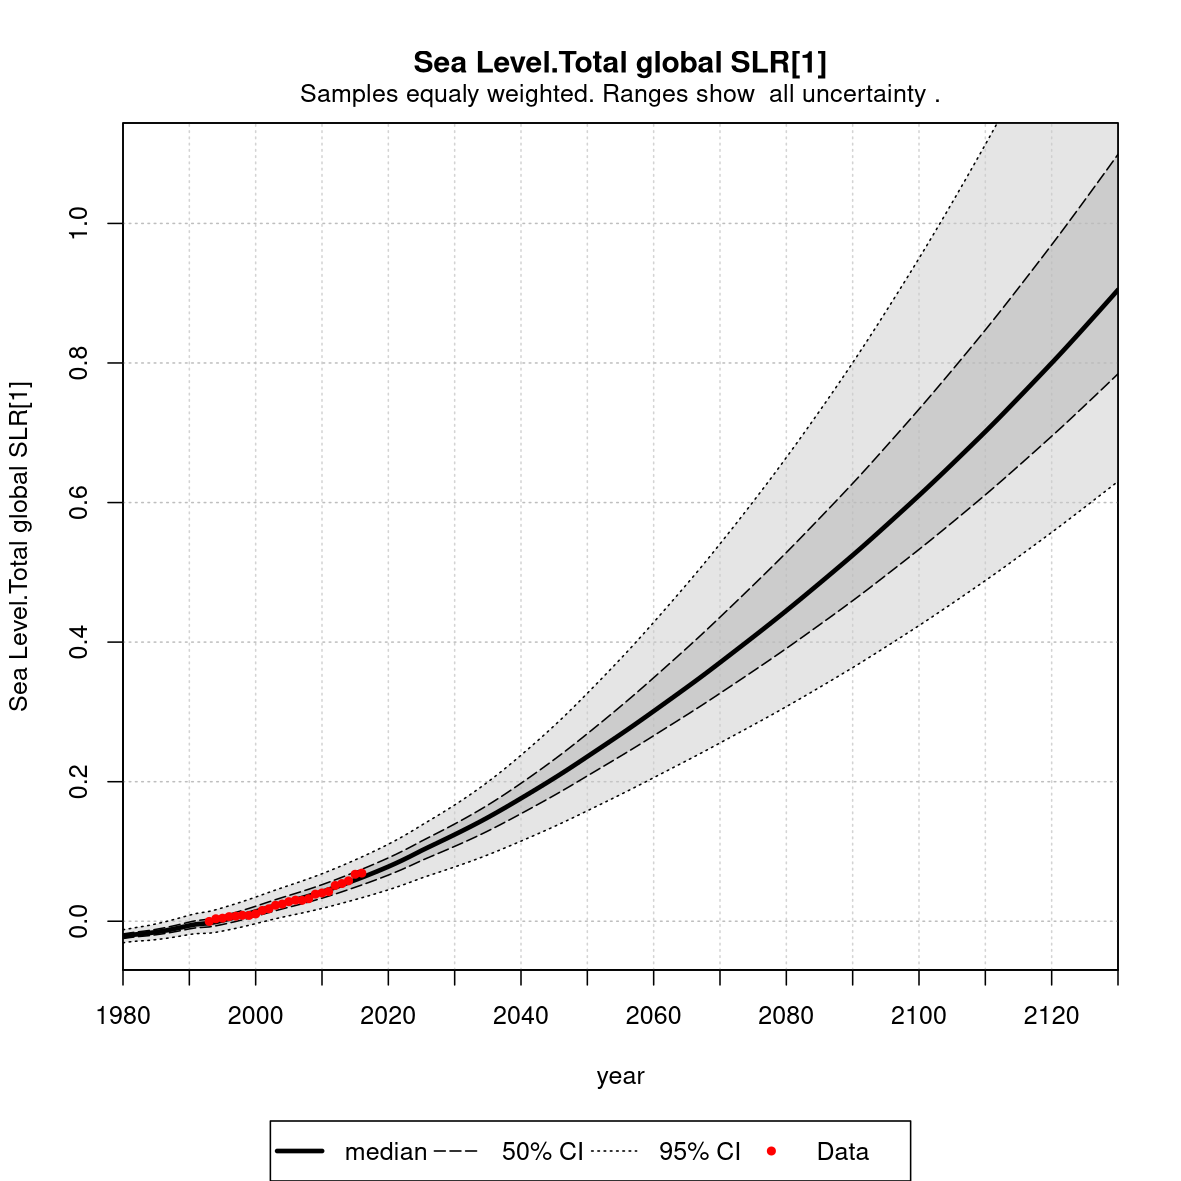 Sea Level.Total global SLR[1]
Samples equaly weighted. Ranges show  all uncertainty .
Sea Level.Total global SLR[1]
1.0
0.8
0.6
0.4
0.2
0.0
1980 2000 2020 2040 2060 2080 2100 2120
year
median 50% CI 95% CI Data